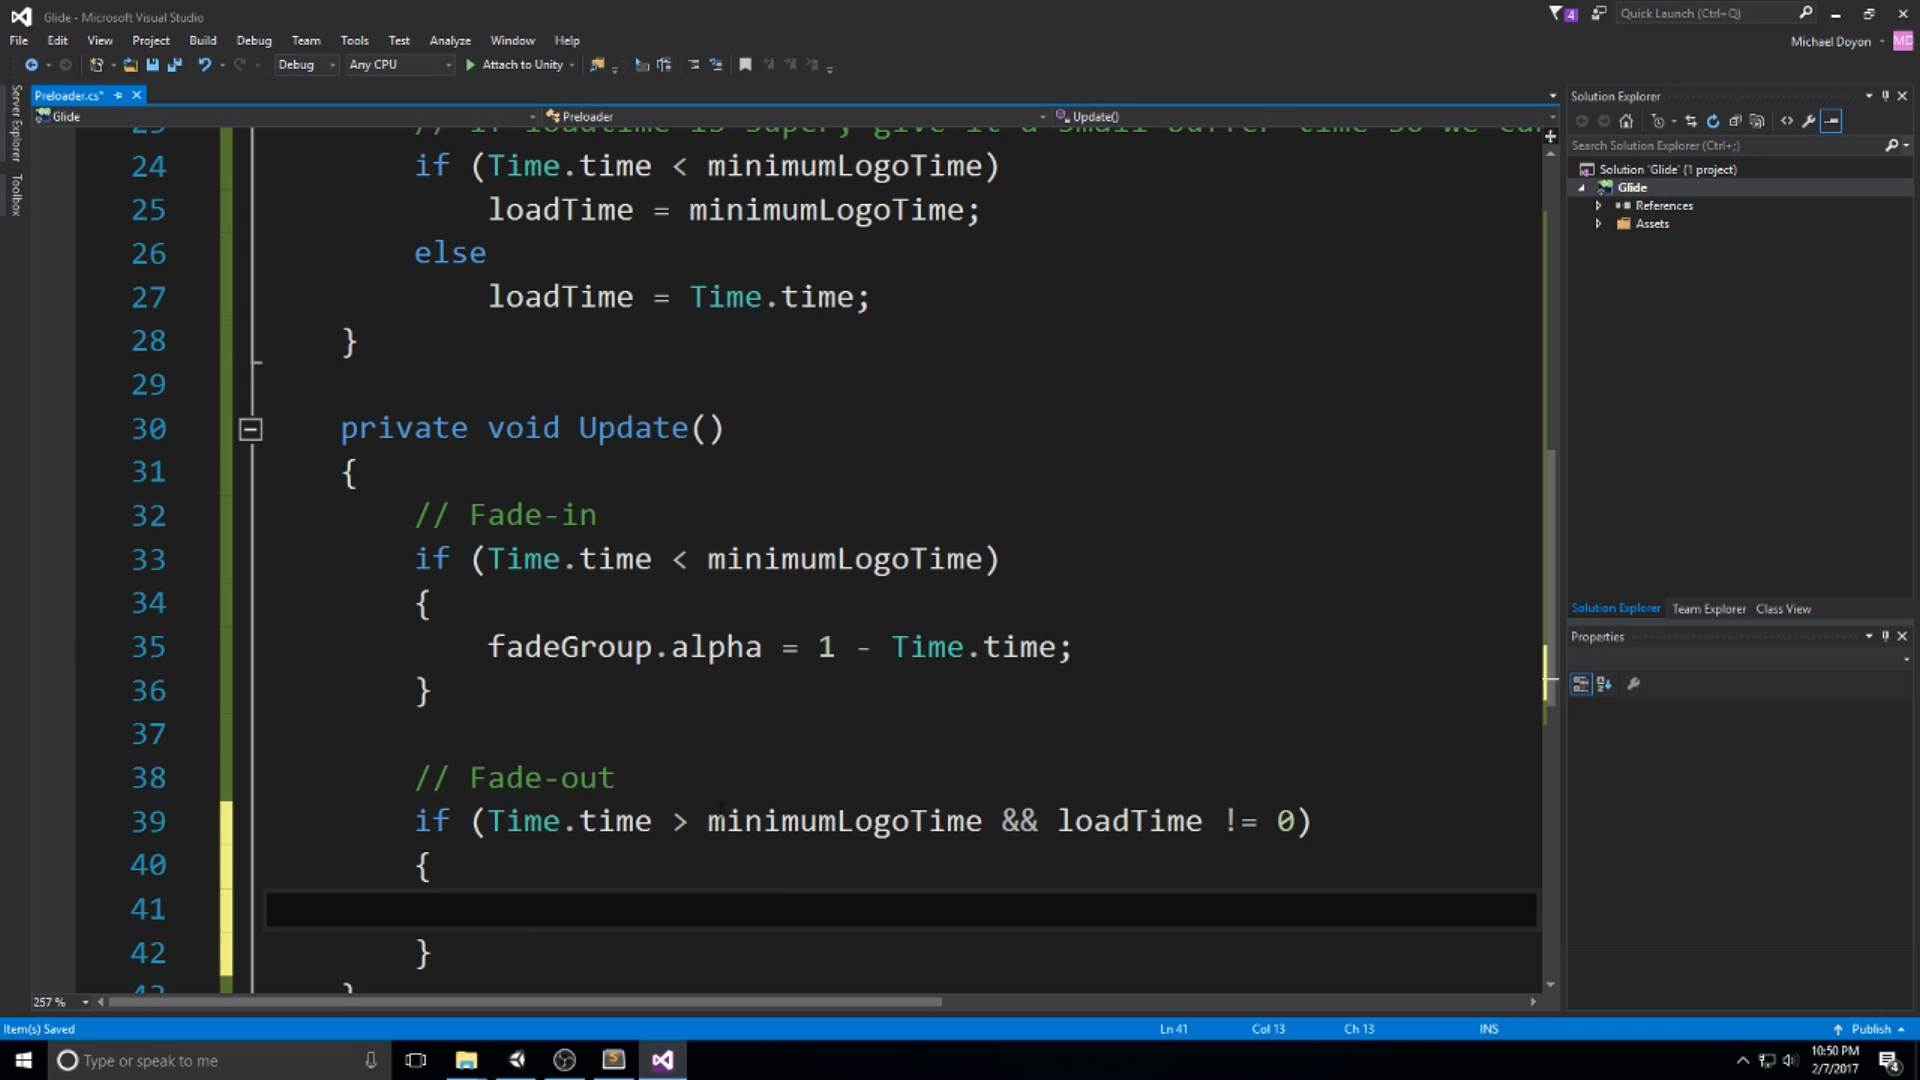 Glide - Microsoft Visual Studio
4
Quick Launch (Ctrl+Q)
File Edit View Project Build Debug Team Tools Test Analyze Window Help
Michael Doyon
MD
Debug Any CPU Attach to Unity
Server Explorer
Toolbox
Preloader.cs*
Glide Preloader Update()
24 if (Time.time < minimumLogoTime)
25 loadTime = minimumLogoTime;
26 else
27 loadTime = Time.time;
28 }
29
30 private void Update()
31 {
32 // Fade-in
33 if (Time.time < minimumLogoTime)
34 {
35 fadeGroup.alpha = 1 - Time.time;
36 }
37
38 // Fade-out
39 if (Time.time > minimumLogoTime && loadTime != 0)
40 {
41
42 }
257 %
Solution Explorer
Search Solution Explorer (Ctrl+;)
Solution 'Glide' (1 project)
Glide
References
Assets
Solution Explorer Team Explorer Class View
Properties
Item(s) Saved Ln 41 Col 13 Ch 13 INS Publish
Type or speak to me
10:50 PM
2/7/2017
4